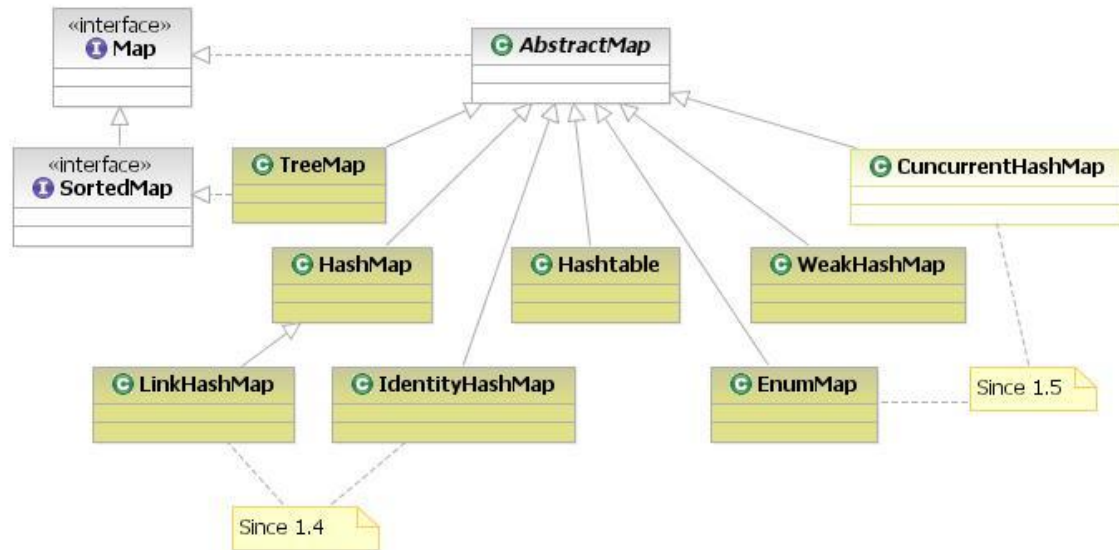 «interface»
I Map
C AbstractMap
«interface»
I SortedMap
C TreeMap
C CuncurrentHashMap
C HashMap
C Hashtable
C WeakHashMap
C LinkHashMap
C IdentityHashMap
C EnumMap
Since 1.5
Since 1.4